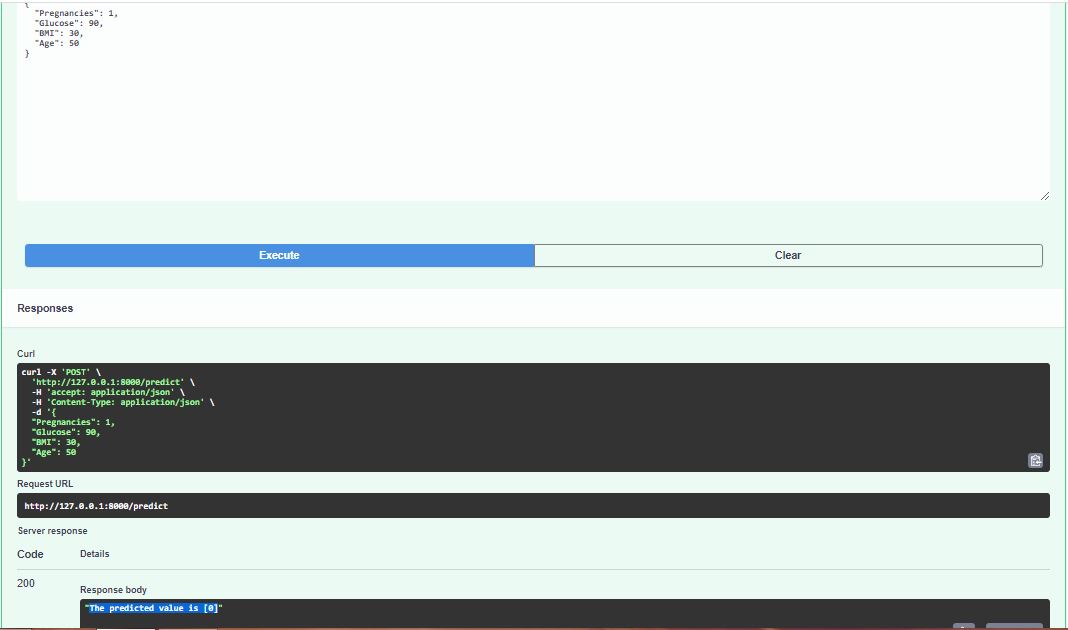 {
"Pregnancies": 1,
"Glucose": 90,
"BMI": 30,
"Age": 50
}
Execute
Clear
Responses
Curl
curl -X 'POST' \
'http://127.0.0.1:8000/predict' \
-H 'accept: application/json' \
-H 'Content-Type: application/json' \
-d '{
"Pregnancies": 1,
"Glucose": 90,
"BMI": 30,
"Age": 50
}'
Request URL
http://127.0.0.1:8000/predict
Server response
Code Details
200
Response body
"The predicted value is [0]"